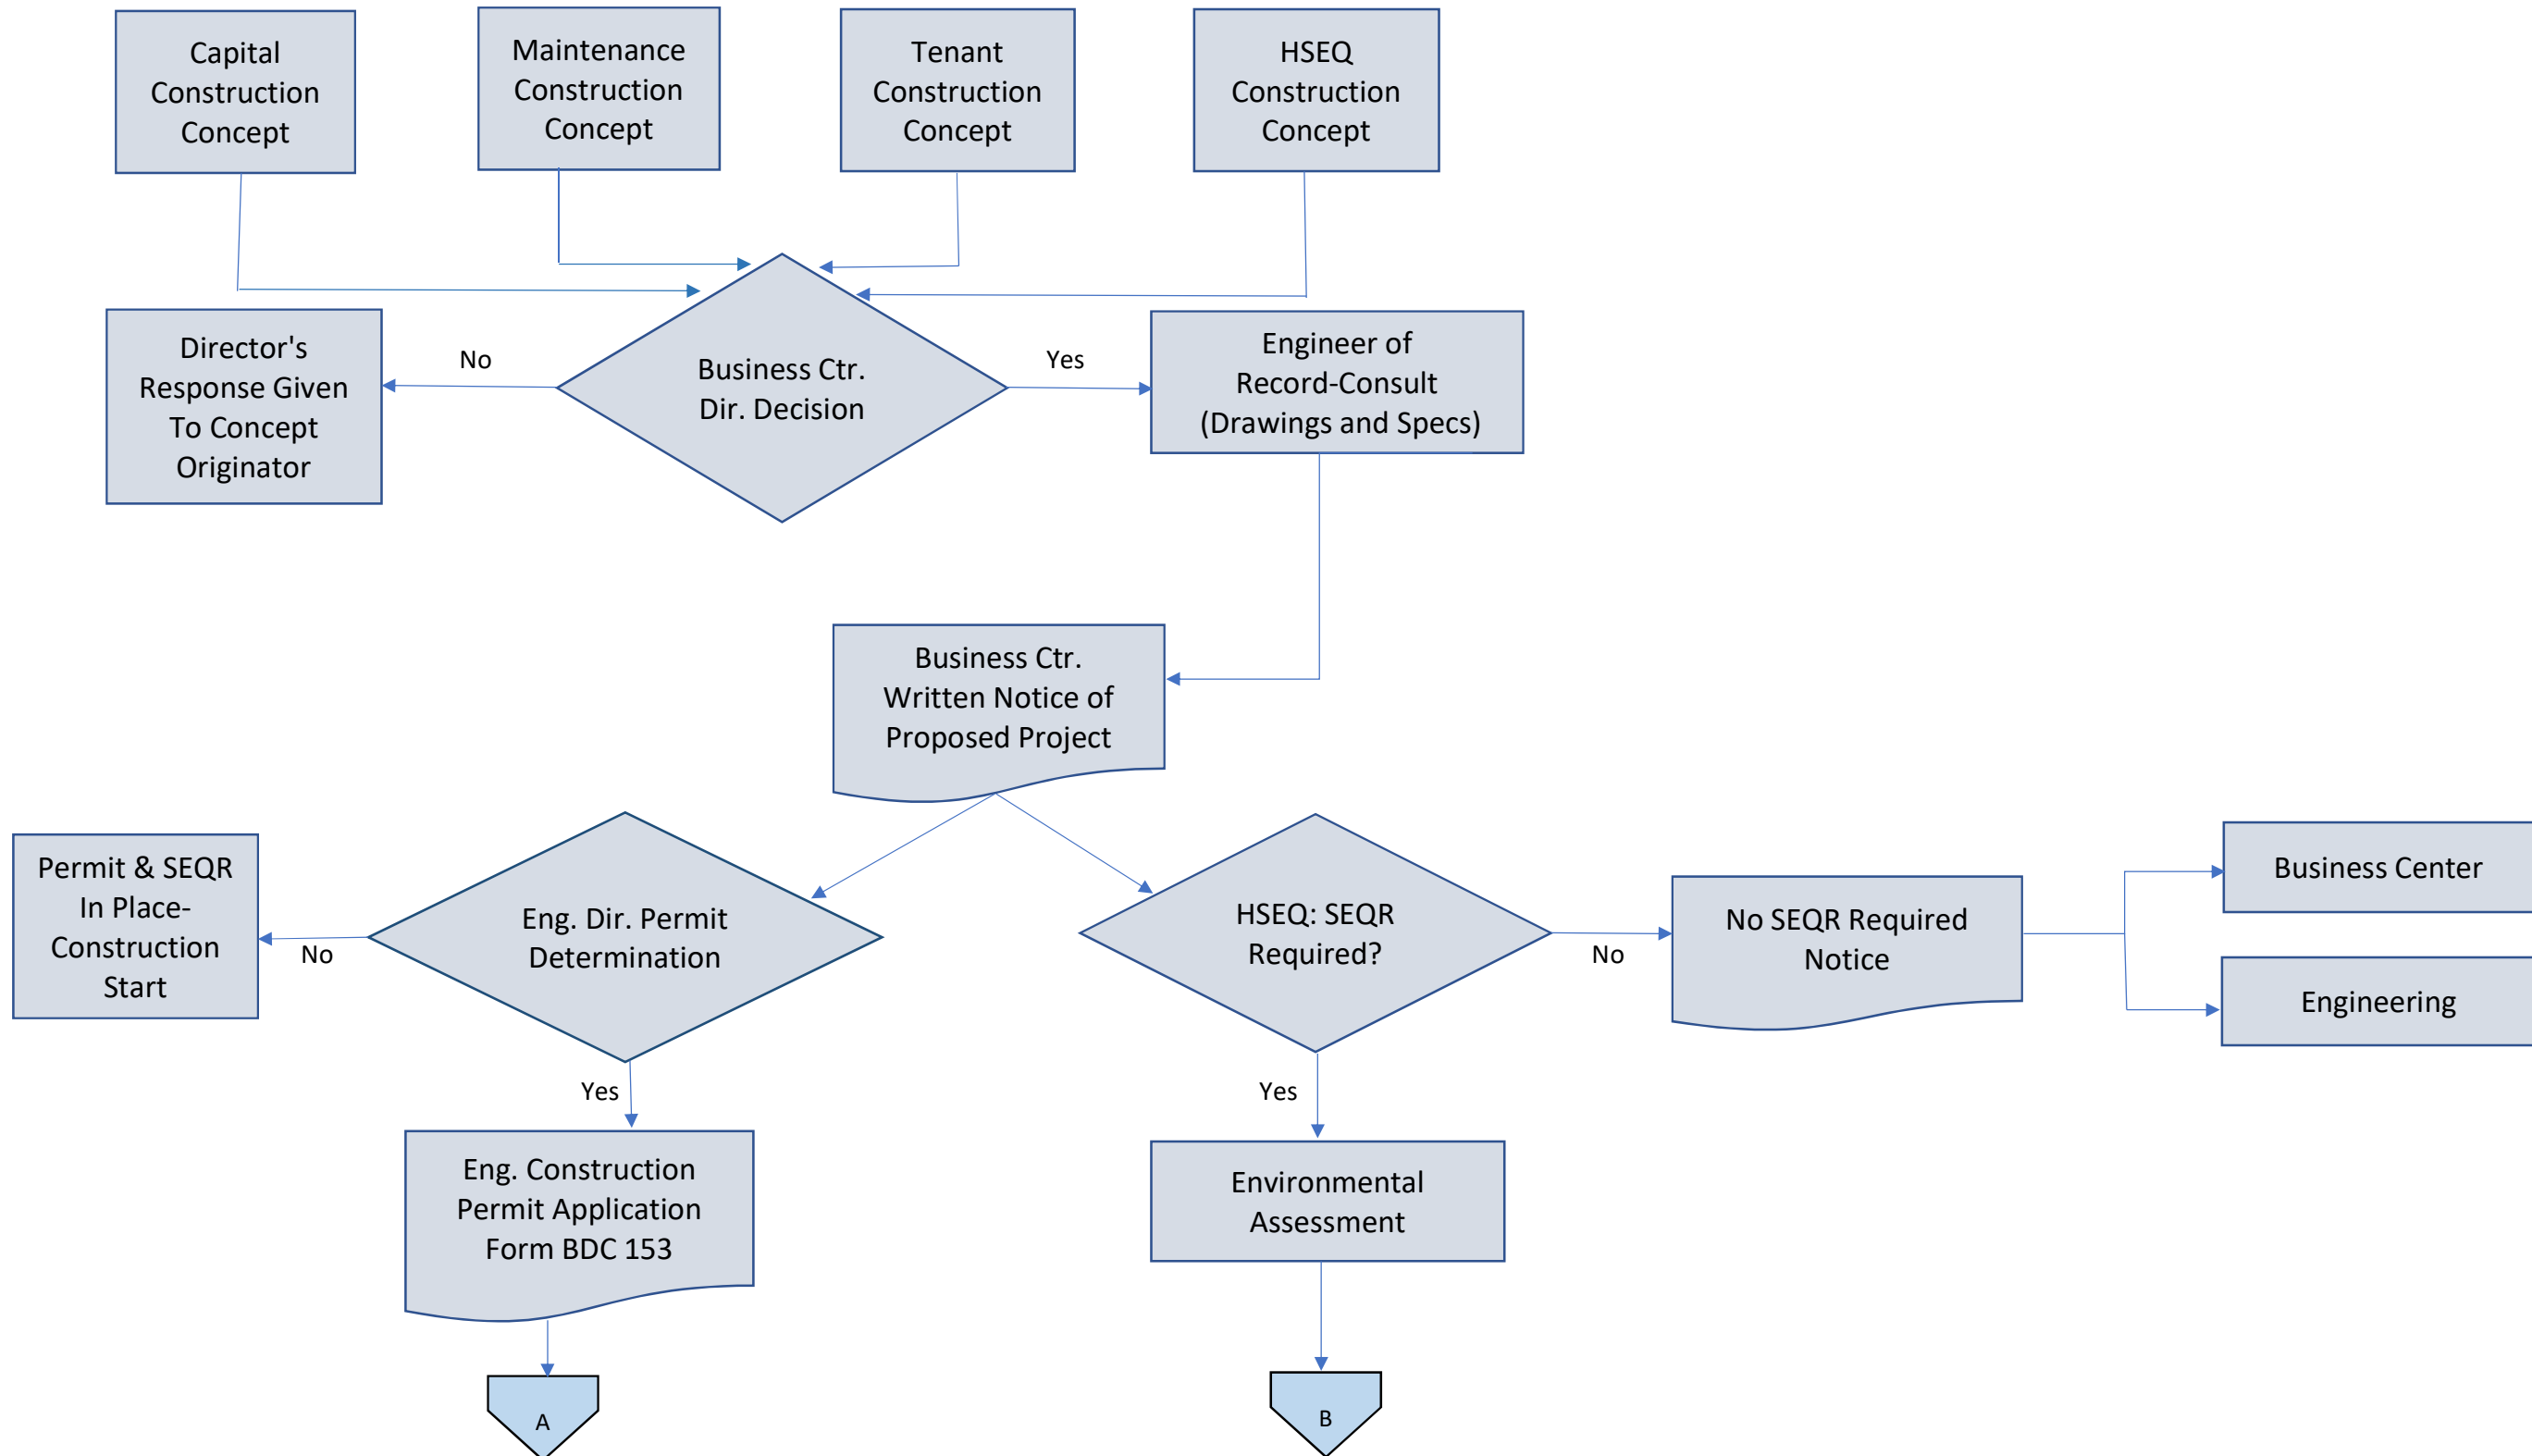 Capital
Construction
Concept
Maintenance
Construction
Concept
Tenant
Construction
Concept
HSEQ
Construction
Concept
Director's
Response Given
To Concept
Originator
No
Business Ctr.
Dir. Decision
Yes
Engineer of
Record-Consult
(Drawings and Specs)
Business Ctr.
Written Notice of
Proposed Project
Permit & SEQR
In Place-
Construction
Start
No
Eng. Dir. Permit
Determination
HSEQ: SEQR
Required?
No
No SEQR Required
Notice
Business Center
Engineering
Yes
Yes
Eng. Construction
Permit Application
Form BDC 153
Environmental
Assessment
A
B